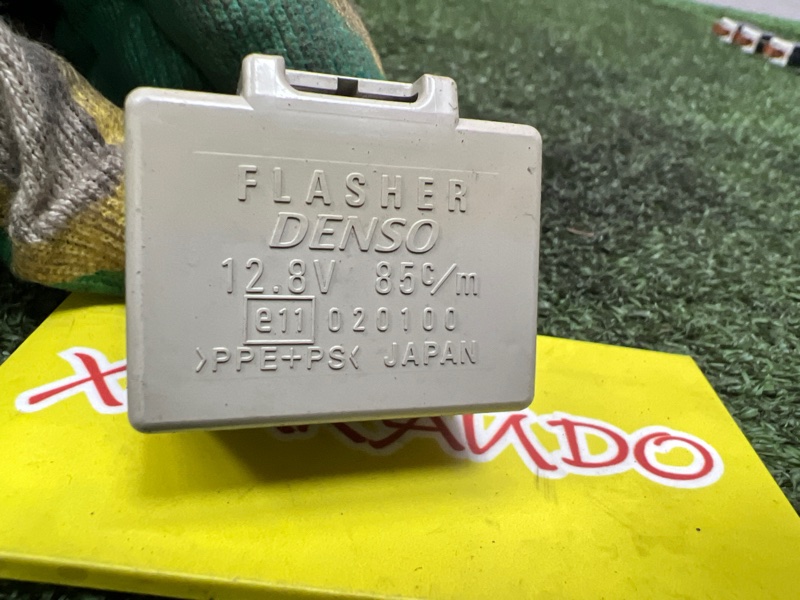 FLASHER
DENSO
12.8V 85c/m
e11 020100
>PPE+PS< JAPAN